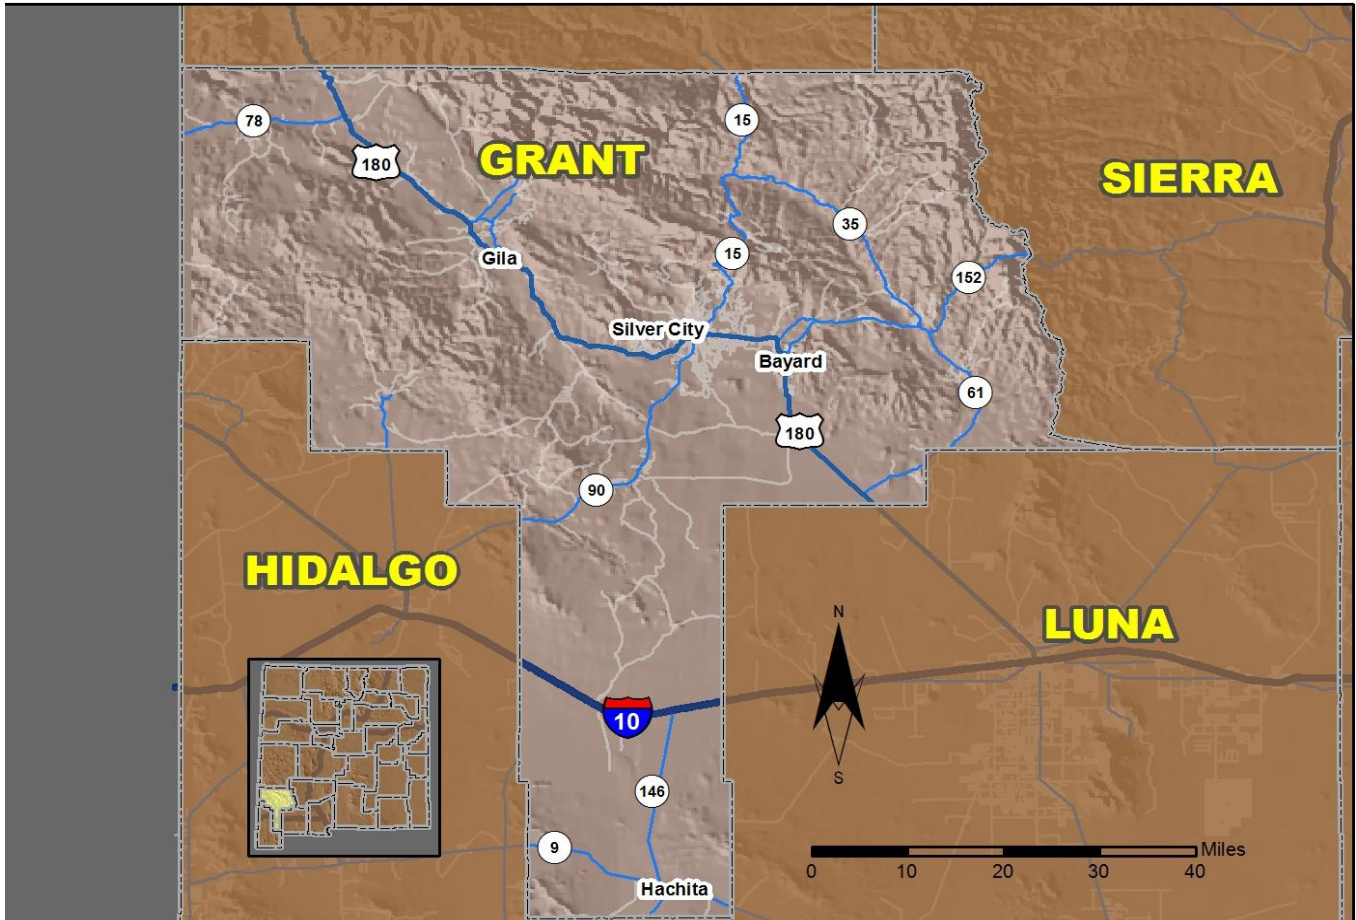 78
15
180
GRANT
SIERRA
35
15
Gila
152
Silver City
Bayard
61
180
90
HIDALGO
LUNA
N
10
S
146
9
Miles
0 10 20 30 40
Hachita